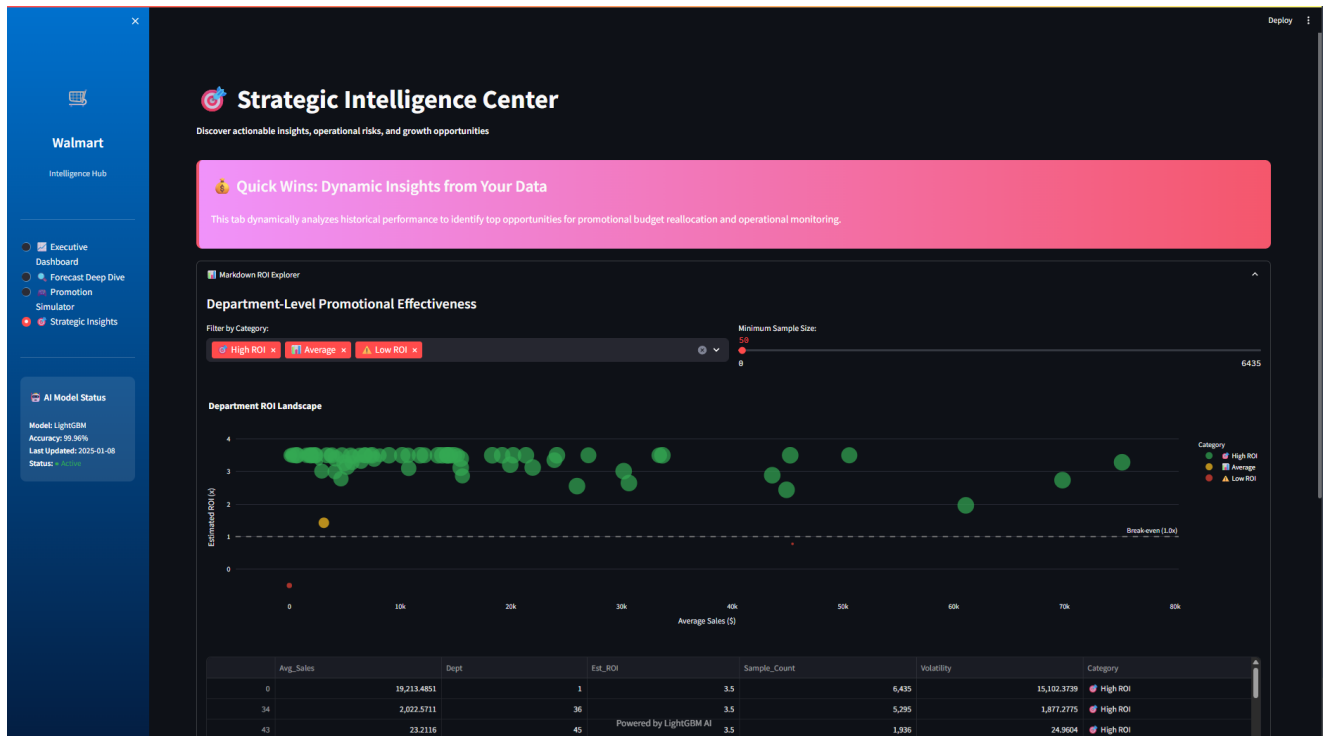 ×
Deploy
Walmart
Intelligence Hub
📈 Executive
Dashboard
🔍 Forecast Deep Dive
Promotion
Simulator
🎯 Strategic Insights
AI Model Status
Model: LightGBM
Accuracy: 99.96%
Last Updated: 2025-01-08
Status: ● Active
🎯 Strategic Intelligence Center
Discover actionable insights, operational risks, and growth opportunities
💰 Quick Wins: Dynamic Insights from Your Data
This tab dynamically analyzes historical performance to identify top opportunities for promotional budget reallocation and operational monitoring.
📊 Markdown ROI Explorer
Department-Level Promotional Effectiveness
Filter by Category:
🎯 High ROI ×
📊 Average ×
⚠️ Low ROI ×
Minimum Sample Size:
50
0
6435
Department ROI Landscape
Estimated ROI (x)
4
3
2
1
0
Break-even (1.0x)
0
10k
20k
30k
40k
50k
60k
70k
80k
Average Sales ($)
Category
🎯 High ROI
📊 Average
⚠️ Low ROI
Avg_Sales Dept Est_ROI Sample_Count Volatility Category
0 19,213.4851 1 3.5 6,435 15,102.3739 🎯 High ROI
34 2,022.5711 36 3.5 5,295 1,877.2775 🎯 High ROI
43 23.2116 45 3.5 1,936 24.9604 🎯 High ROI
Powered by LightGBM AI